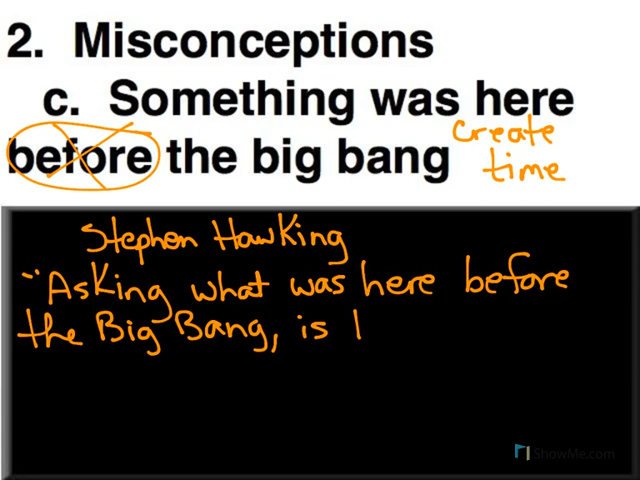 2. Misconceptions
c. Something was here
before the big bang create
time
Stephen Hawking
"Asking what was here before
the Big Bang, is l
ShowMe.com